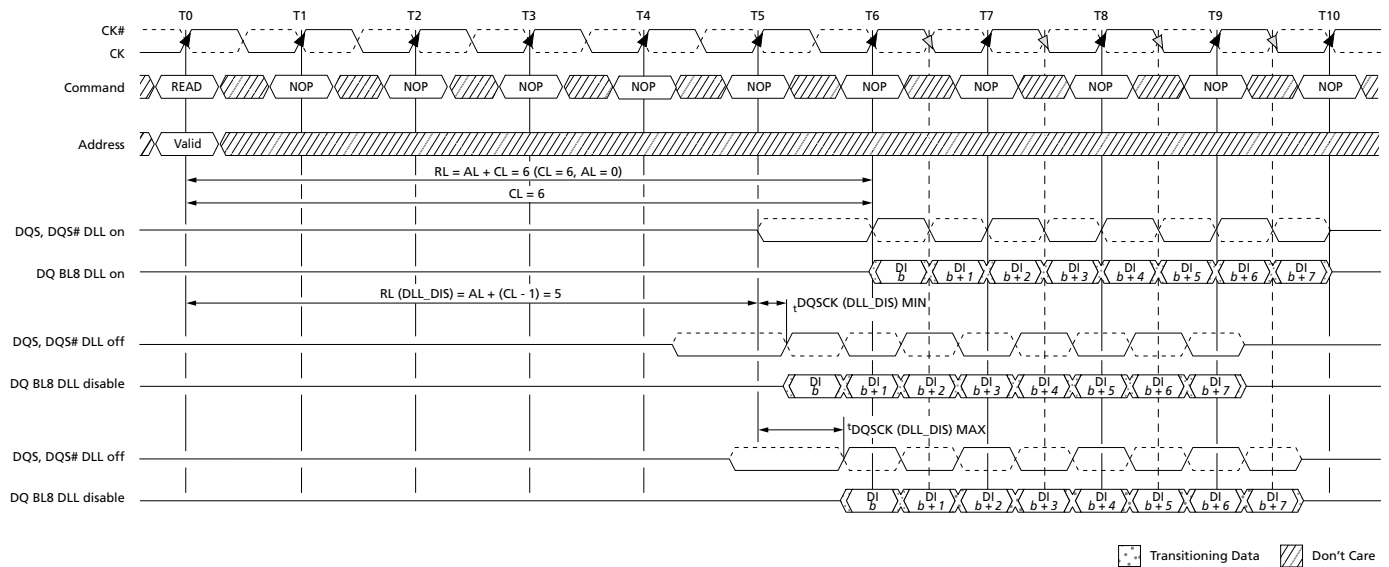 T0 T1 T2 T3 T4 T5 T6 T7 T8 T9 T10
CK#
CK
Command READ NOP NOP NOP NOP NOP NOP NOP NOP NOP NOP
Address Valid
RL = AL + CL = 6 (CL = 6, AL = 0)
CL = 6
DQS, DQS# DLL on
DQ BL8 DLL on DI b DI b + 1 DI b + 2 DI b + 3 DI b + 4 DI b + 5 DI b + 6 DI b + 7
RL (DLL_DIS) = AL + (CL - 1) = 5 tDQSCK (DLL_DIS) MIN
DQS, DQS# DLL off
DQ BL8 DLL disable DI b DI b + 1 DI b + 2 DI b + 3 DI b + 4 DI b + 5 DI b + 6 DI b + 7
tDQSCK (DLL_DIS) MAX
DQS, DQS# DLL off
DQ BL8 DLL disable DI b DI b + 1 DI b + 2 DI b + 3 DI b + 4 DI b + 5 DI b + 6 DI b + 7
Transitioning Data Don't Care